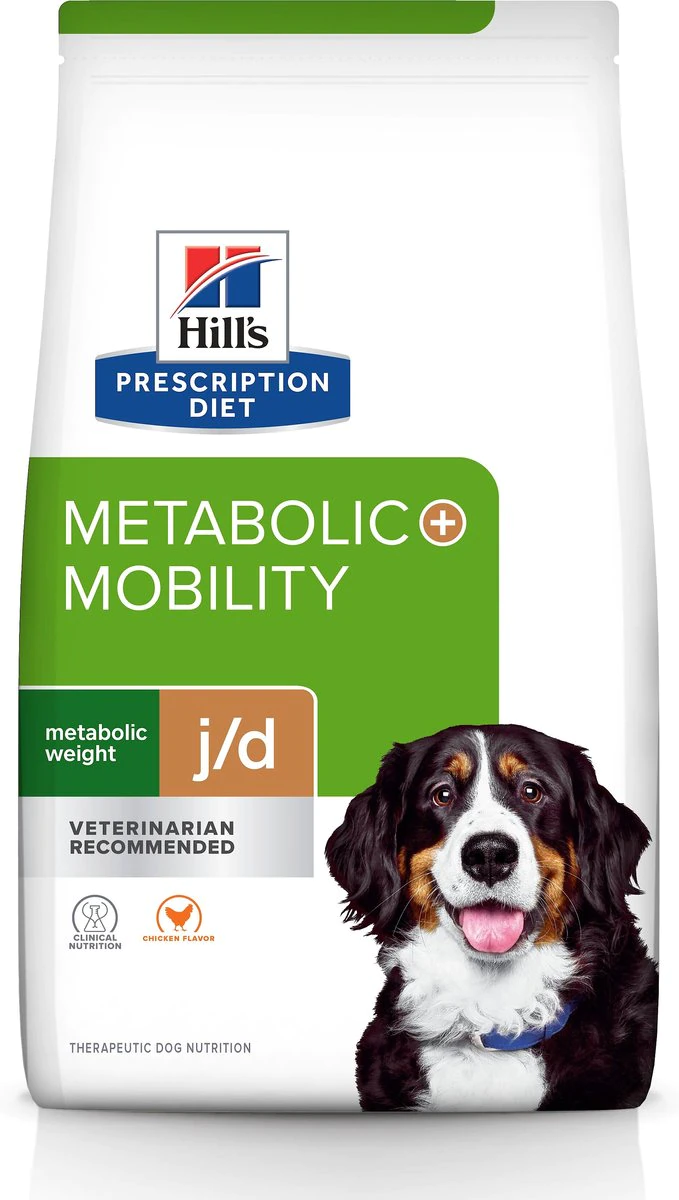 Hill's
PRESCRIPTION
DIET
METABOLIC+
MOBILITY
metabolic
weight
j/d
VETERINARIAN
RECOMMENDED
CLINICAL
NUTRITION
CHICKEN FLAVOR
THERAPEUTIC DOG NUTRITION